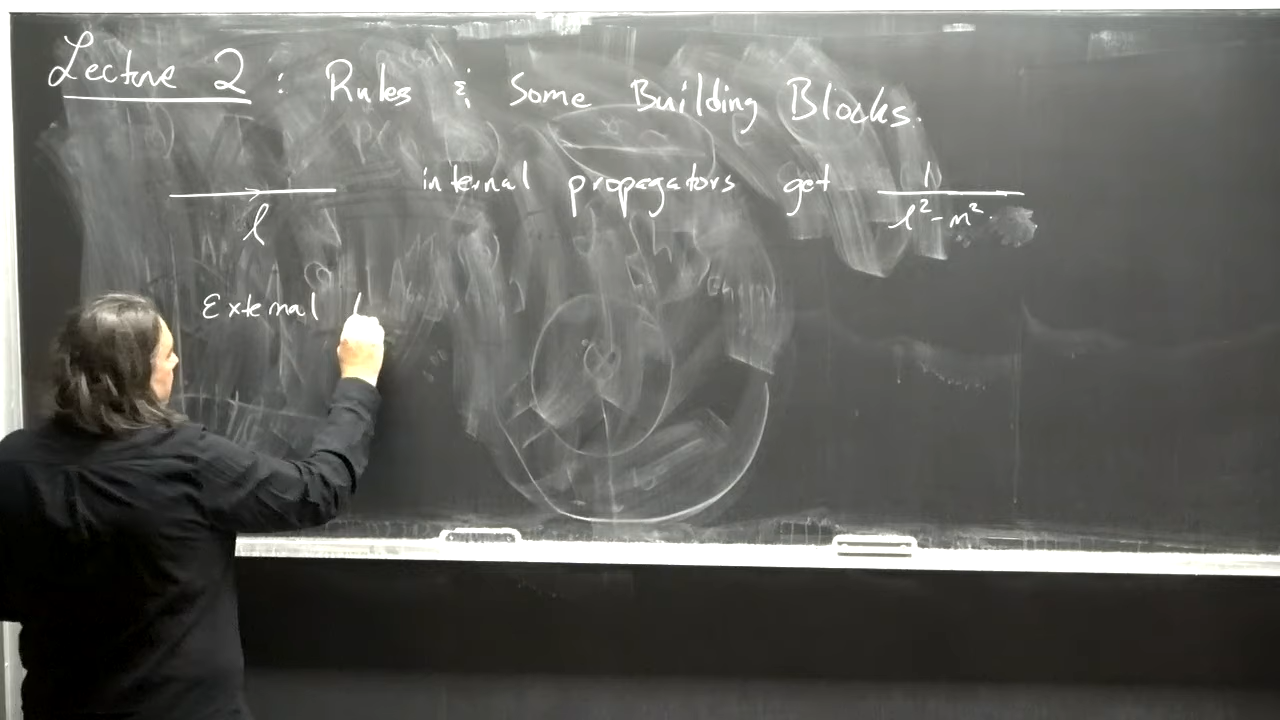 Lecture 2 : Rules & Some Building Blocks.
internal propagators get 1/(l²-m²)
l
External